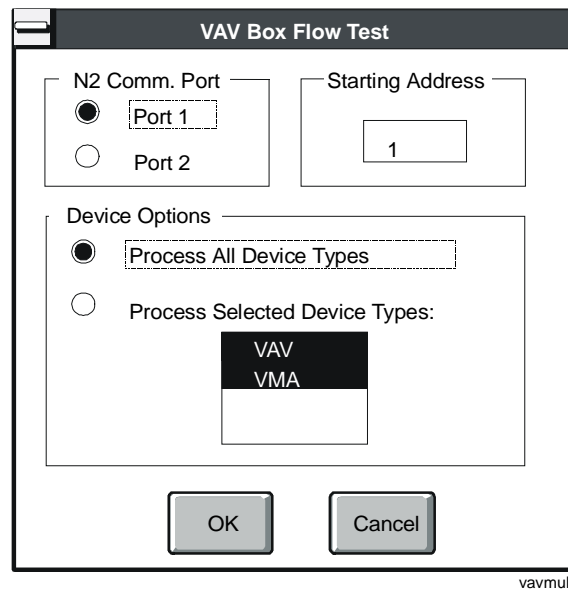 VAV Box Flow Test
N2 Comm. Port
Port 1
Port 2
Starting Address
1
Device Options
Process All Device Types
Process Selected Device Types:
VAV
VMA
OK
Cancel
vavmul